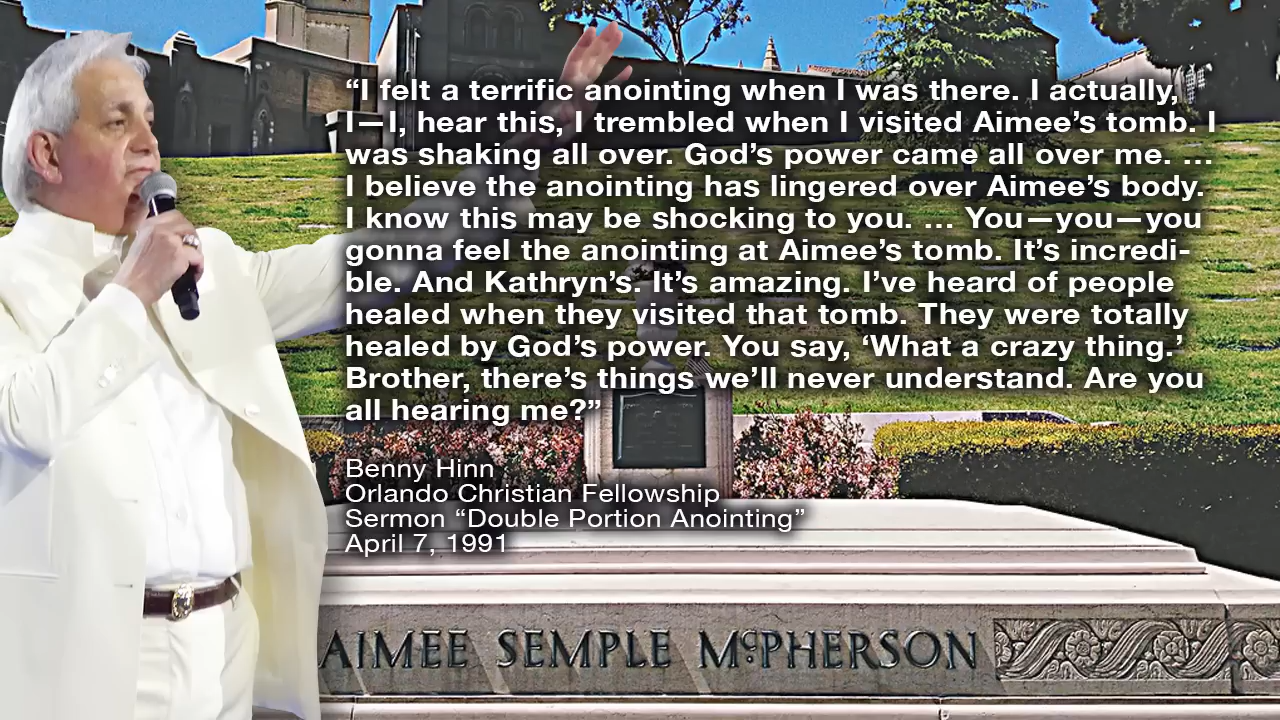 “I felt a terrific anointing when I was there. I actually,
I—I, hear this, I trembled when I visited Aimee’s tomb. I
was shaking all over. God’s power came all over me. ...
I believe the anointing has lingered over Aimee’s body.
I know this may be shocking to you. ... You—you—you
gonna feel the anointing at Aimee’s tomb. It’s incredi-
ble. And Kathryn’s. It’s amazing. I’ve heard of people
healed when they visited that tomb. They were totally
healed by God’s power. You say, ‘What a crazy thing.’
Brother, there’s things we’ll never understand. Are you
all hearing me?”
Benny Hinn
Orlando Christian Fellowship
Sermon “Double Portion Anointing”
April 7, 1991
AIMEE SEMPLE McPHERSON